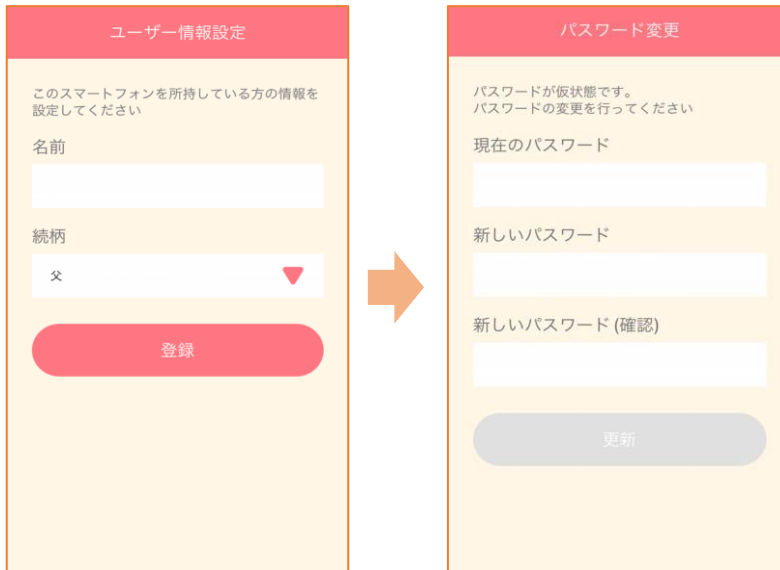 ユーザー情報設定
このスマートフォンを所持している方の情報を
設定してください
名前
続柄
父
登録
パスワード変更
パスワードが仮状態です。
パスワードの変更を行ってください
現在のパスワード
新しいパスワード
新しいパスワード (確認)
更新